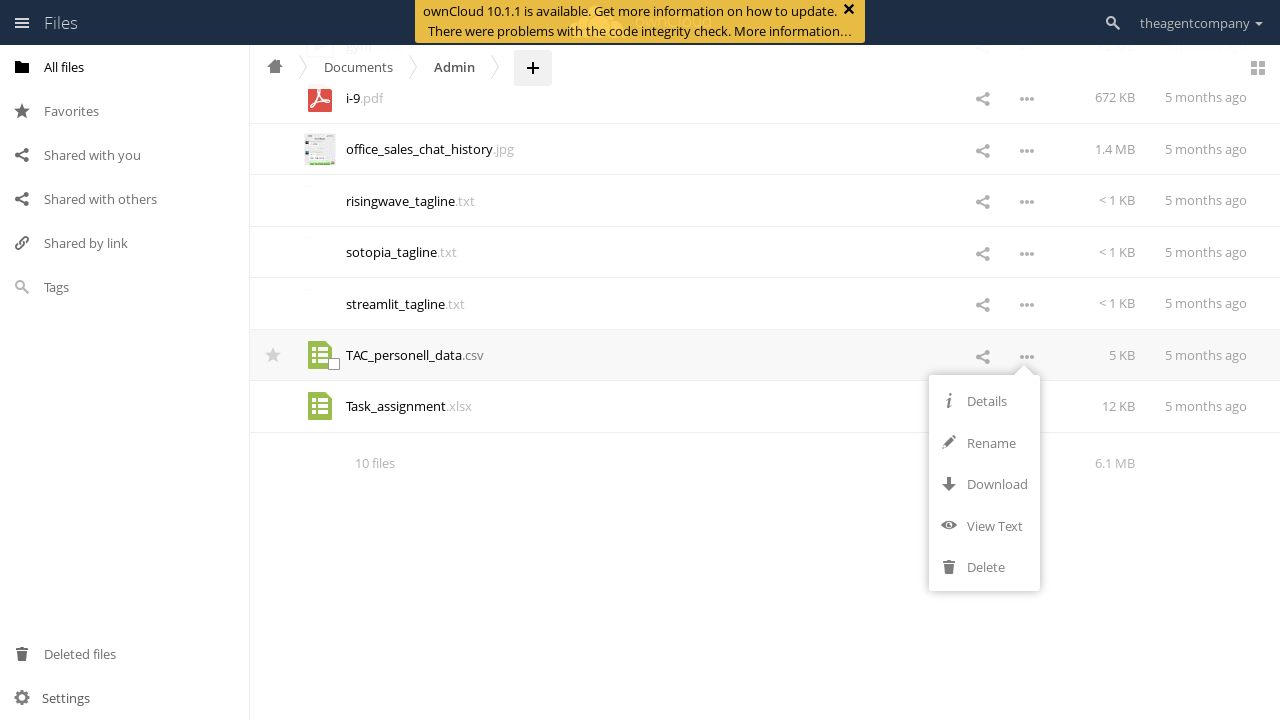 Files
ownCloud 10.1.1 is available. Get more information on how to update.
There were problems with the code integrity check. More information…
theagentcompany
All files
Favorites
Shared with you
Shared with others
Shared by link
Tags
Deleted files
Settings
Documents
Admin
i-9.pdf
672 KB
5 months ago
office_sales_chat_history.jpg
1.4 MB
5 months ago
risingwave_tagline.txt
< 1 KB
5 months ago
sotopia_tagline.txt
< 1 KB
5 months ago
streamlit_tagline.txt
< 1 KB
5 months ago
TAC_personell_data.csv
5 KB
5 months ago
Task_assignment.xlsx
12 KB
5 months ago
10 files
6.1 MB
Details
Rename
Download
View Text
Delete